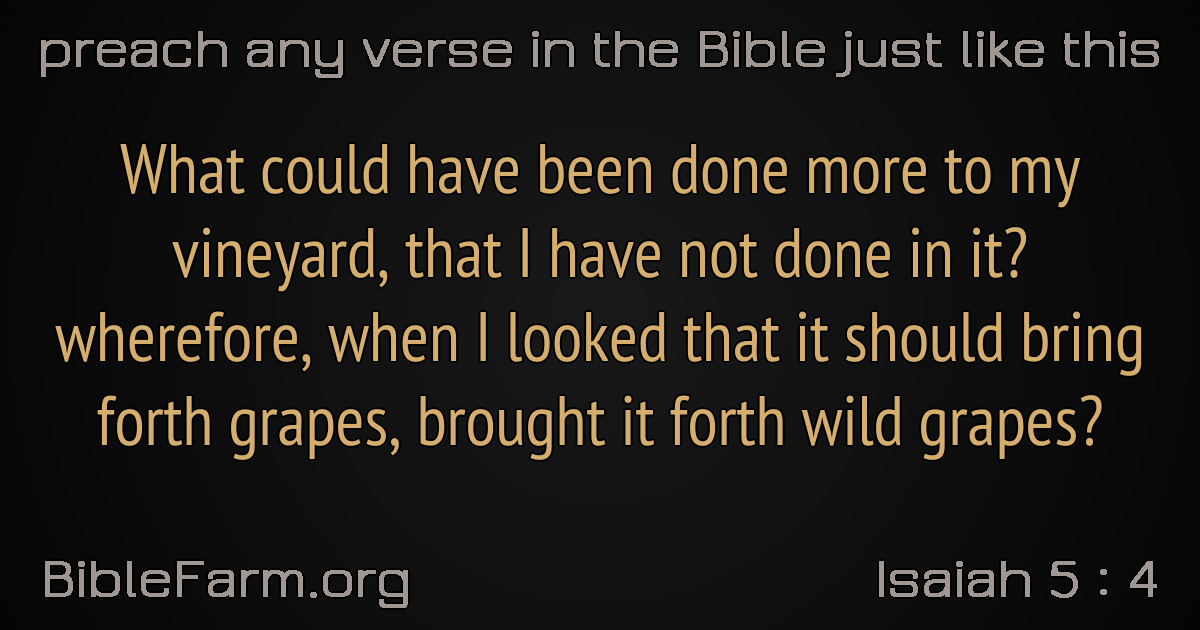 preach any verse in the Bible just like this
What could have been done more to my
vineyard, that I have not done in it?
wherefore, when I looked that it should bring
forth grapes, brought it forth wild grapes?
BibleFarm.org
Isaiah 5 : 4